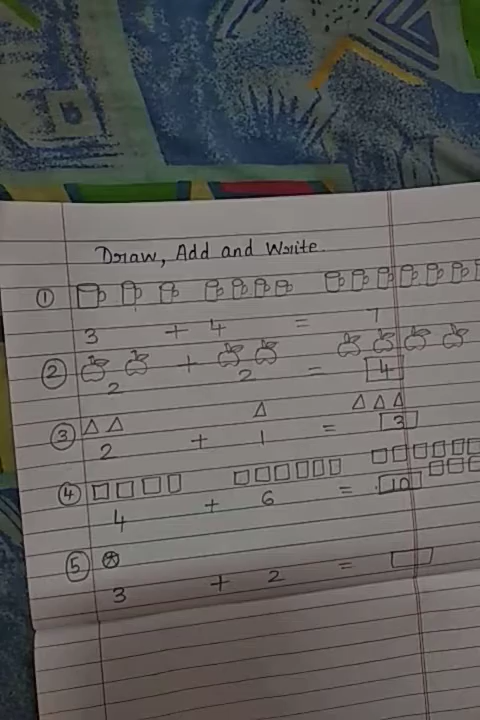 Draw, Add and Write
①
3 + 4 = 7
②
2 + 2 = 4
③
2 + 1 = 3
④
4 + 6 = 10
⑤
3 + 2 =